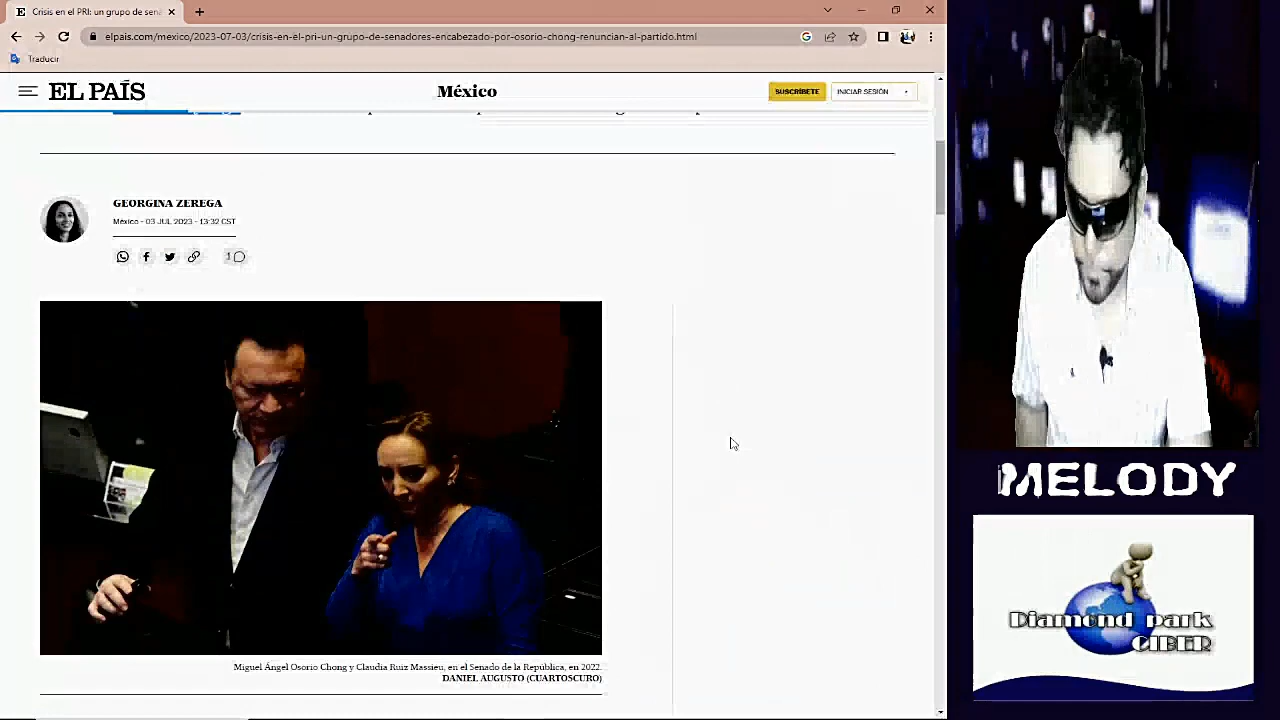 Crisis en el PRI: un grupo de sena
elpais.com/mexico/2023-07-03/crisis-en-el-pri-un-grupo-de-senadores-encabezado-por-osorio-chong-renuncian-al-partido.html
Traducir
EL PAÍS
México
SUSCRÍBETE
INICIAR SESIÓN
GEORGINA ZEREGA
México - 03 JUL 2023 - 13:32 CST
1
Miguel Ángel Osorio Chong y Claudia Ruiz Massieu, en el Senado de la República, en 2022.
DANIEL AUGUSTO (CUARTOSCURO)
MELODY
Diamond park
CIBER